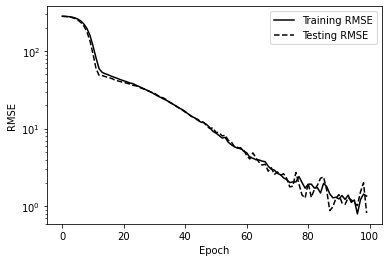 Training RMSE
Testing RMSE
10²
10¹
10⁰
RMSE
0
20
40
60
80
100
Epoch